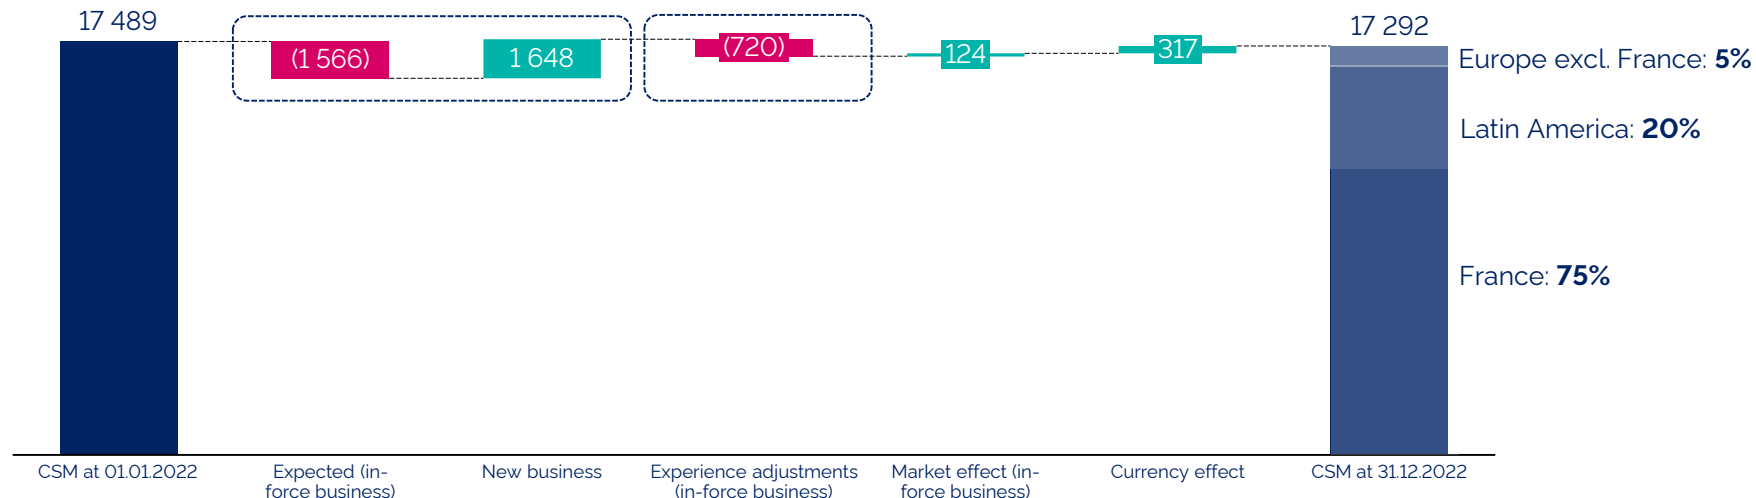 17 489
(1 566)
1 648
(720)
124
317
17 292
Europe excl. France: 5%
Latin America: 20%
France: 75%
CSM at 01.01.2022
Expected (in-
force business)
New business
Experience adjustments
(in-force business)
Market effect (in-
force business)
Currency effect
CSM at 31.12.2022